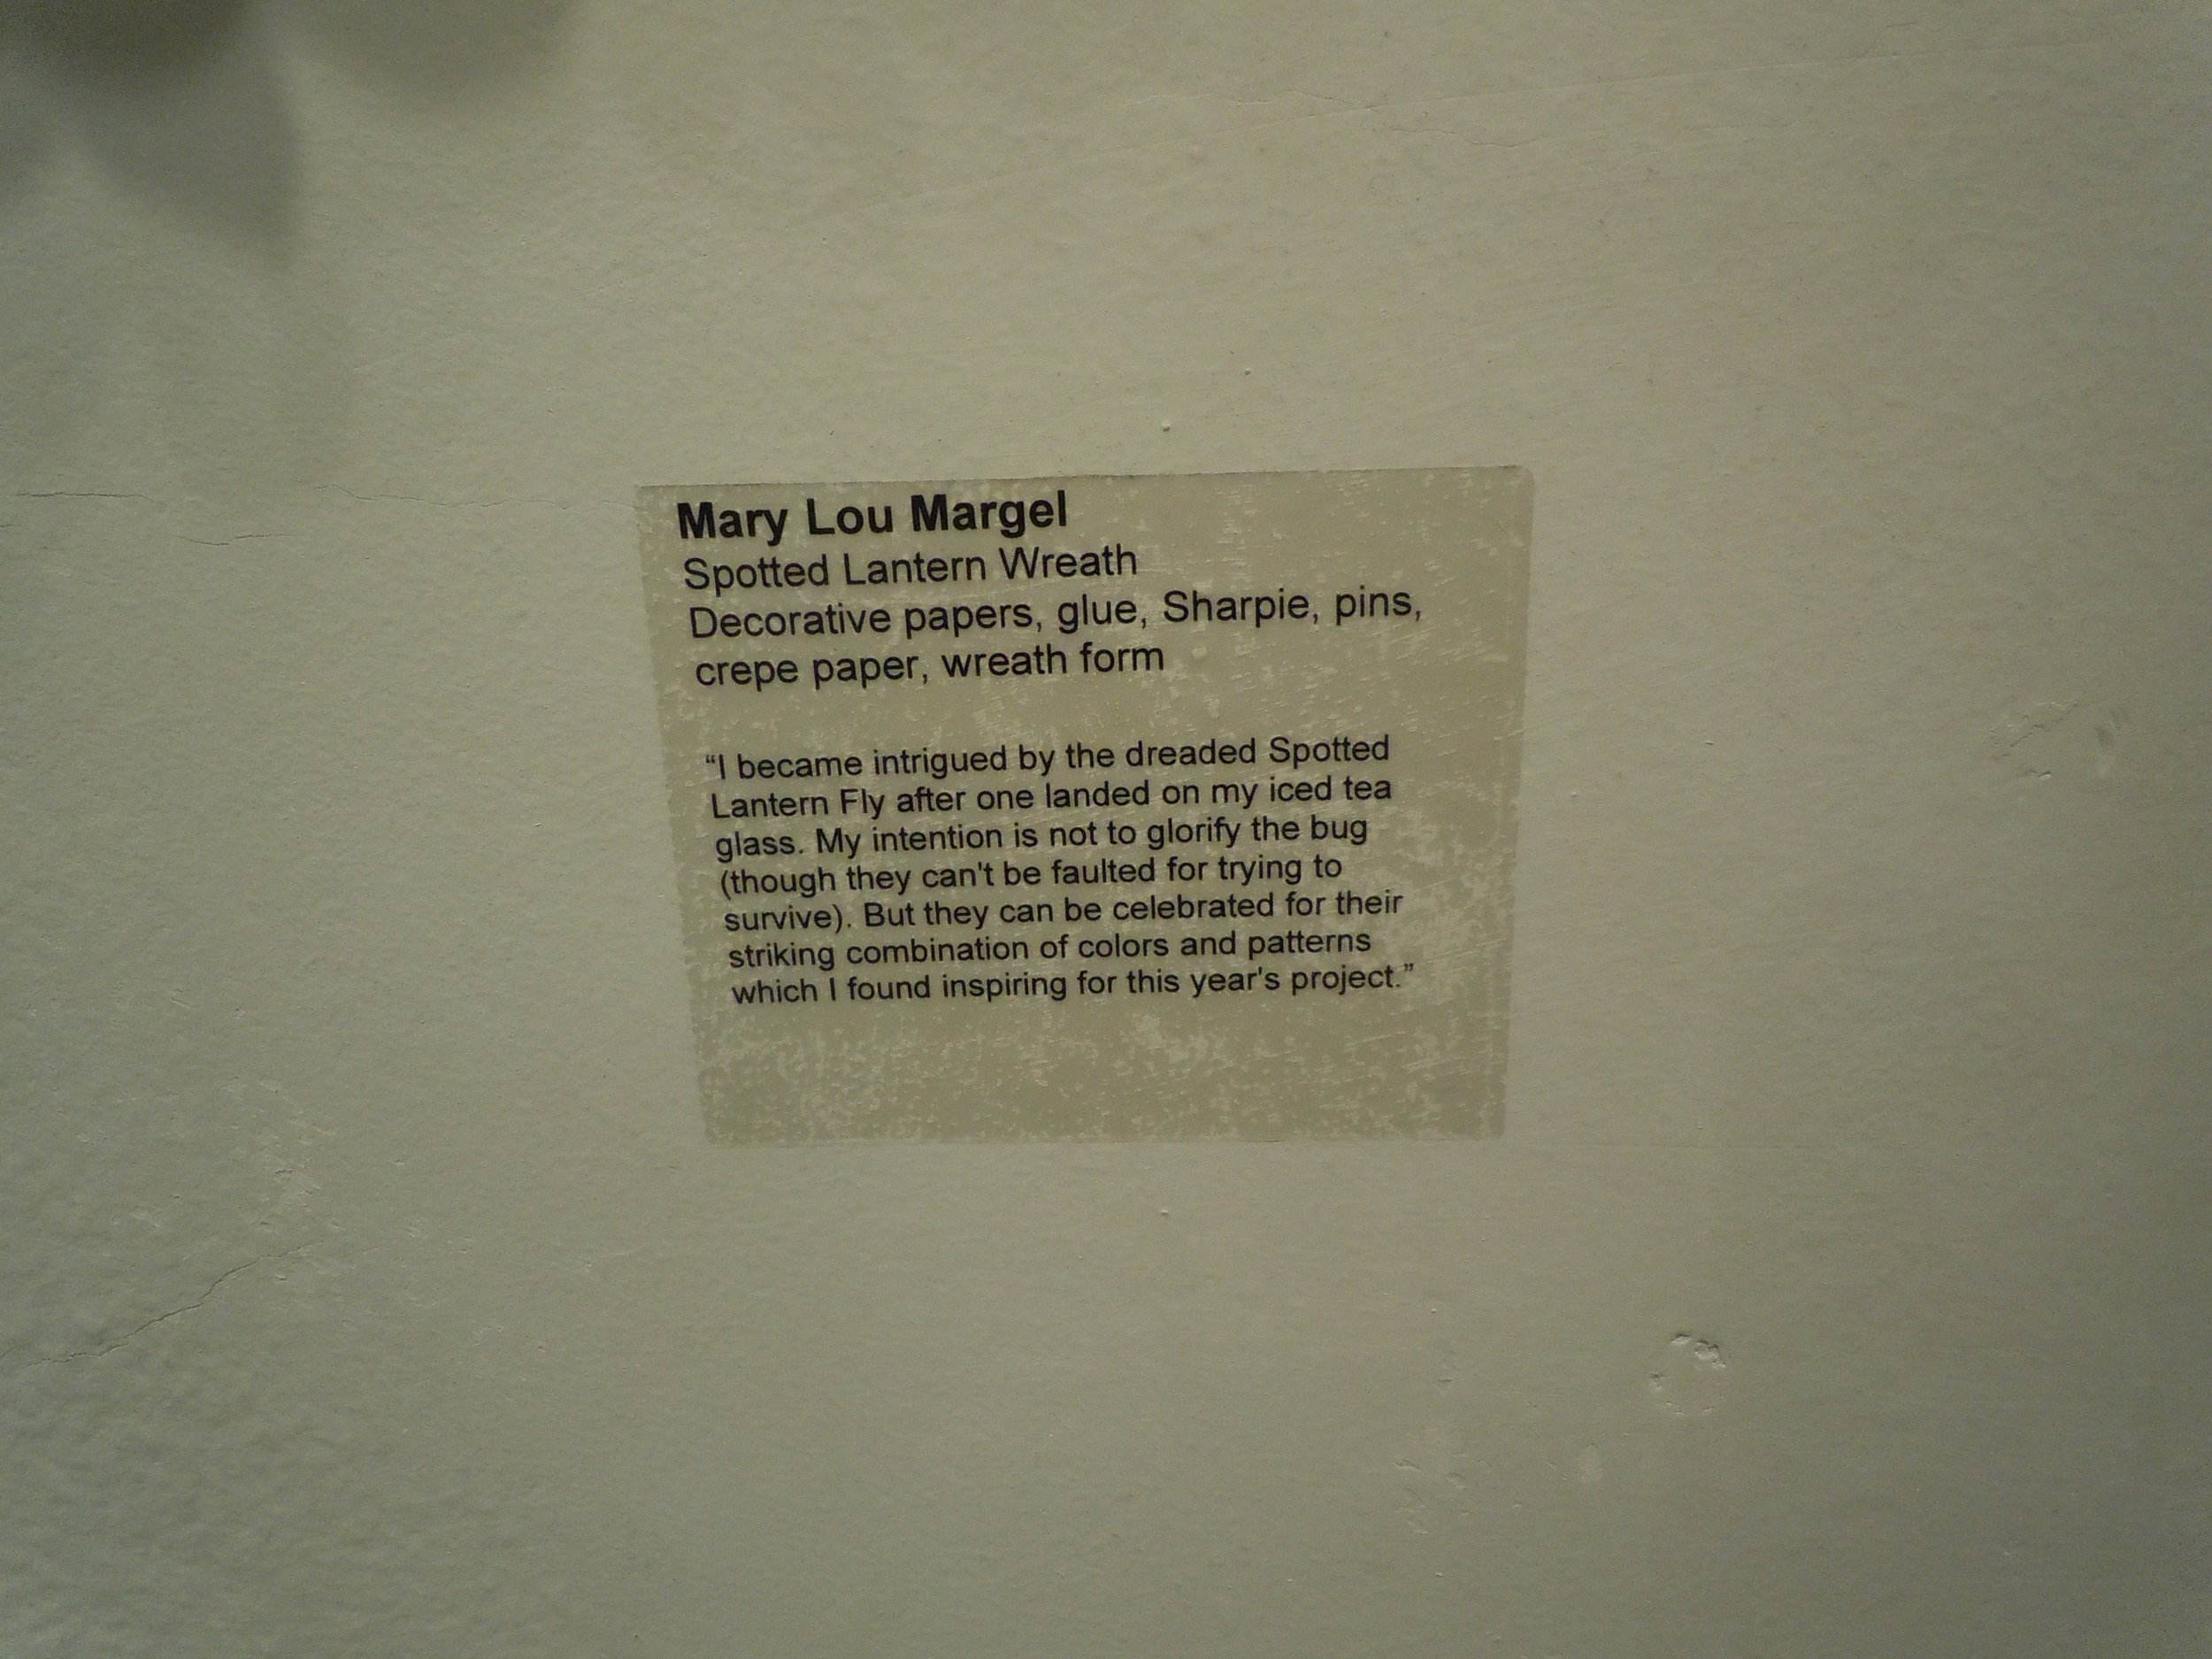 Mary Lou Margel
Spotted Lantern Wreath
Decorative papers, glue, Sharpie, pins,
crepe paper, wreath form
“I became intrigued by the dreaded Spotted
Lantern Fly after one landed on my iced tea
glass. My intention is not to glorify the bug
(though they can't be faulted for trying to
survive). But they can be celebrated for their
striking combination of colors and patterns
which I found inspiring for this year's project.”